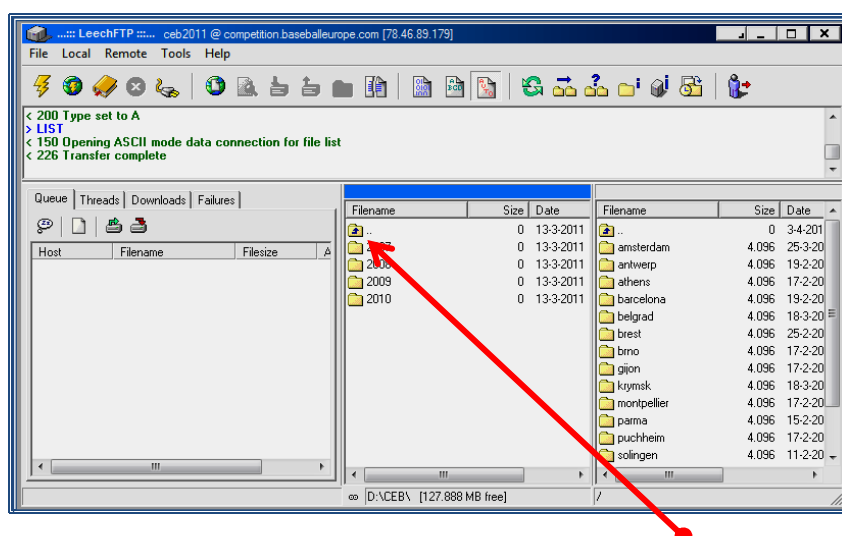 ...::: LeechFTP :::... ceb2011 @ competition.baseballeurope.com [78.46.89.179]
File Local Remote Tools Help
< 200 Type set to A
> LIST
< 150 Opening ASCII mode data connection for file list
< 226 Transfer complete
Queue Threads Downloads Failures
Host Filename Filesize A
Filename Size Date
.. 0 13-3-2011
0 13-3-2011
2008 0 13-3-2011
2009 0 13-3-2011
2010 0 13-3-2011
D:\CEB\ [127.888 MB free]
Filename Size Date
.. 0 3-4-201
amsterdam 4.096 25-3-20
antwerp 4.096 19-2-20
athens 4.096 17-2-20
barcelona 4.096 19-2-20
belgrad 4.096 18-3-20
brest 4.096 25-2-20
brno 4.096 17-2-20
gijon 4.096 17-2-20
krymsk 4.096 18-3-20
montpellier 4.096 17-2-20
parma 4.096 15-2-20
puchheim 4.096 17-2-20
solingen 4.096 11-2-20
/